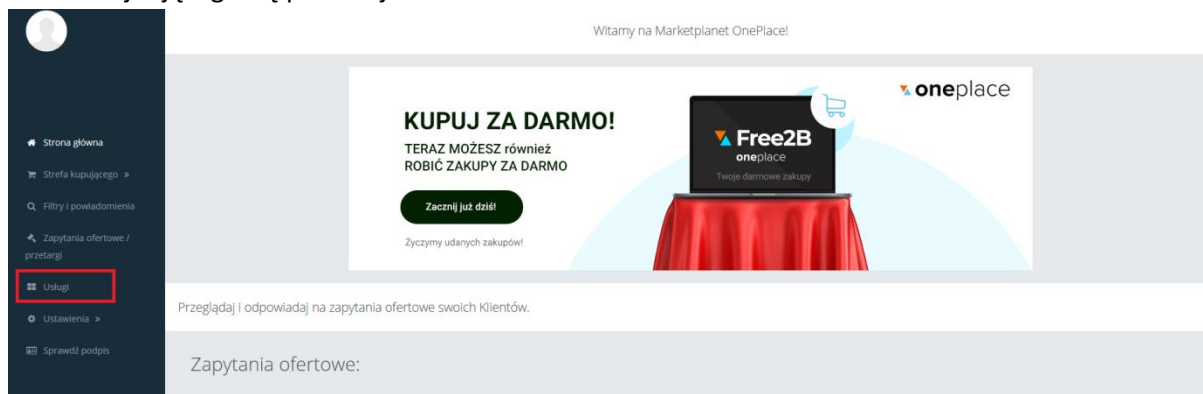 Witamy na Marketplanet OnePlace!
oneplace
KUPUJ ZA DARMO!
TERAZ MOŻESZ również
ROBIĆ ZAKUPY ZA DARMO
Zacznij już dziś!
Życzymy udanych zakupów!
Free2B
oneplace
Twoje darmowe zakupy
Strona główna
Strefa kupującego »
Filtry i powiadomienia
Zapytania ofertowe /
przetargi
Usługi
Ustawienia »
Sprawdź podpis
Przeglądaj i odpowiadaj na zapytania ofertowe swoich Klientów.
Zapytania ofertowe: